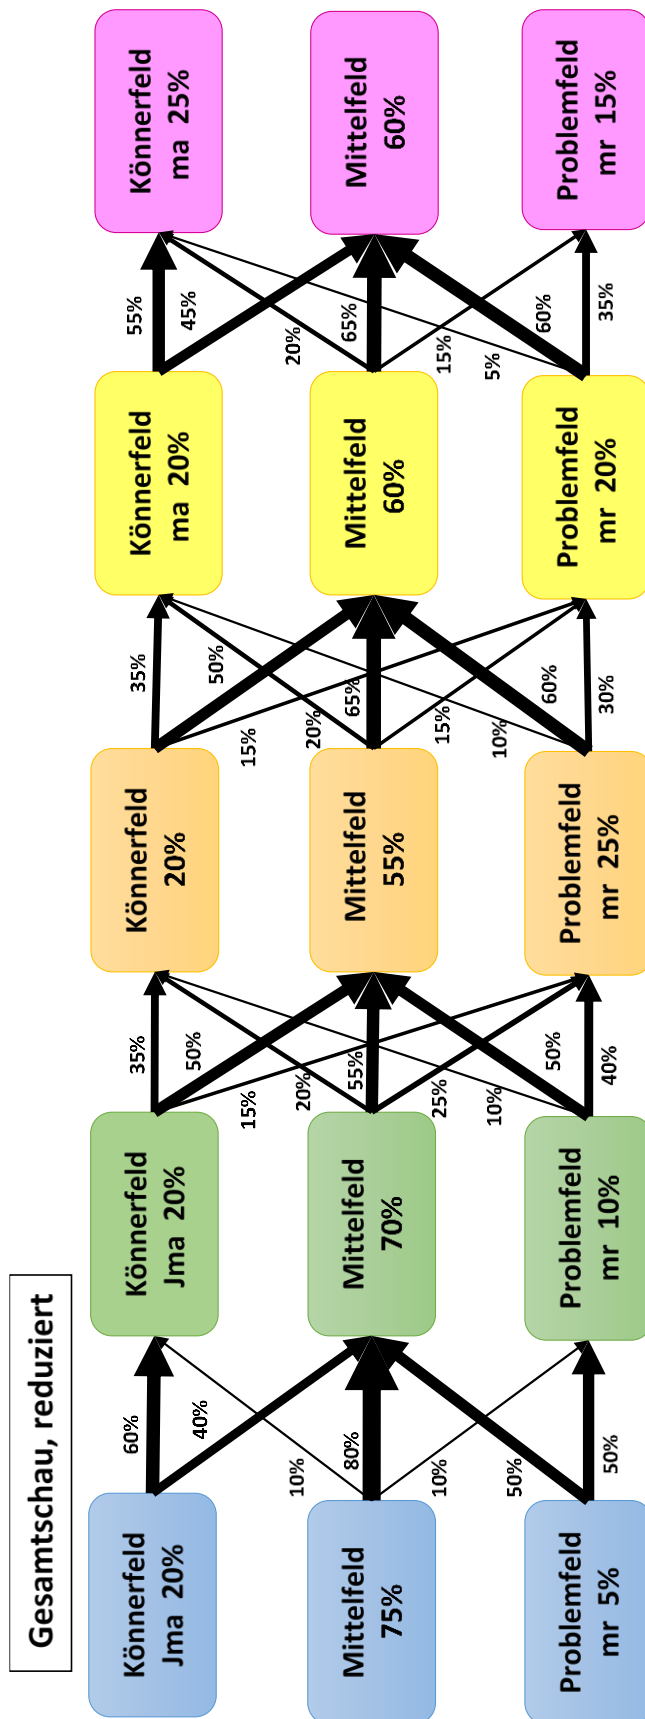 Gesamtschau, reduziert
Könnerfeld
Jma 20%
Könnerfeld
Jma 20%
Könnerfeld
20%
Könnerfeld
ma 20%
Könnerfeld
ma 25%
60%
40%
35%
50%
15%
35%
50%
15%
55%
45%
Mittelfeld
75%
Mittelfeld
70%
Mittelfeld
55%
Mittelfeld
60%
Mittelfeld
60%
10%
80%
10%
20%
55%
25%
20%
65%
15%
20%
65%
15%
Problemfeld
mr 5%
Problemfeld
mr 10%
Problemfeld
mr 25%
Problemfeld
mr 20%
Problemfeld
mr 15%
50%
50%
10%
50%
40%
10%
60%
30%
5%
60%
35%